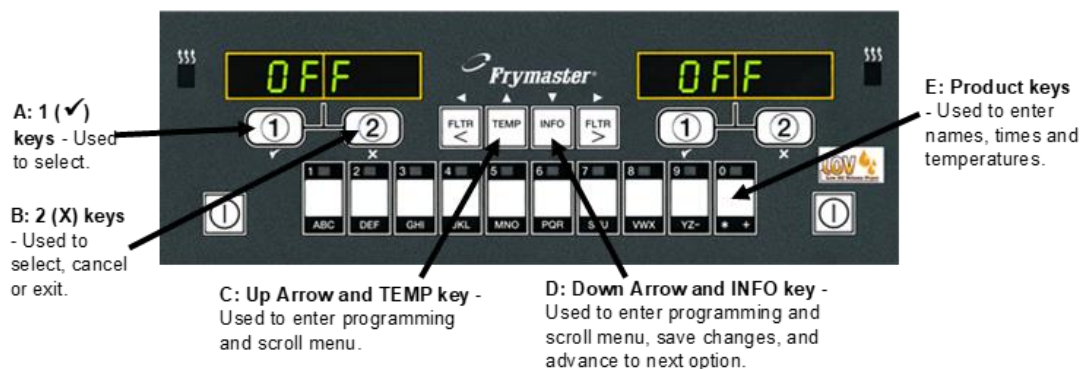 OFF
OFF
Frymaster
A: 1 (✓)
keys - Used
to select.
B: 2 (X) keys
- Used to
select, cancel
or exit.
1 2
✓ x
FLTR < TEMP INFO FLTR >
1 2
✓ x
E: Product keys
- Used to enter
names, times and
temperatures.
LOV
1 2 3 4 5 6 7 8 9 0
ABC DEF GHI JKL MNO PQR STU VWX YZ- * +
C: Up Arrow and TEMP key -
Used to enter programming
and scroll menu.
D: Down Arrow and INFO key -
Used to enter programming and
scroll menu, save changes, and
advance to next option.